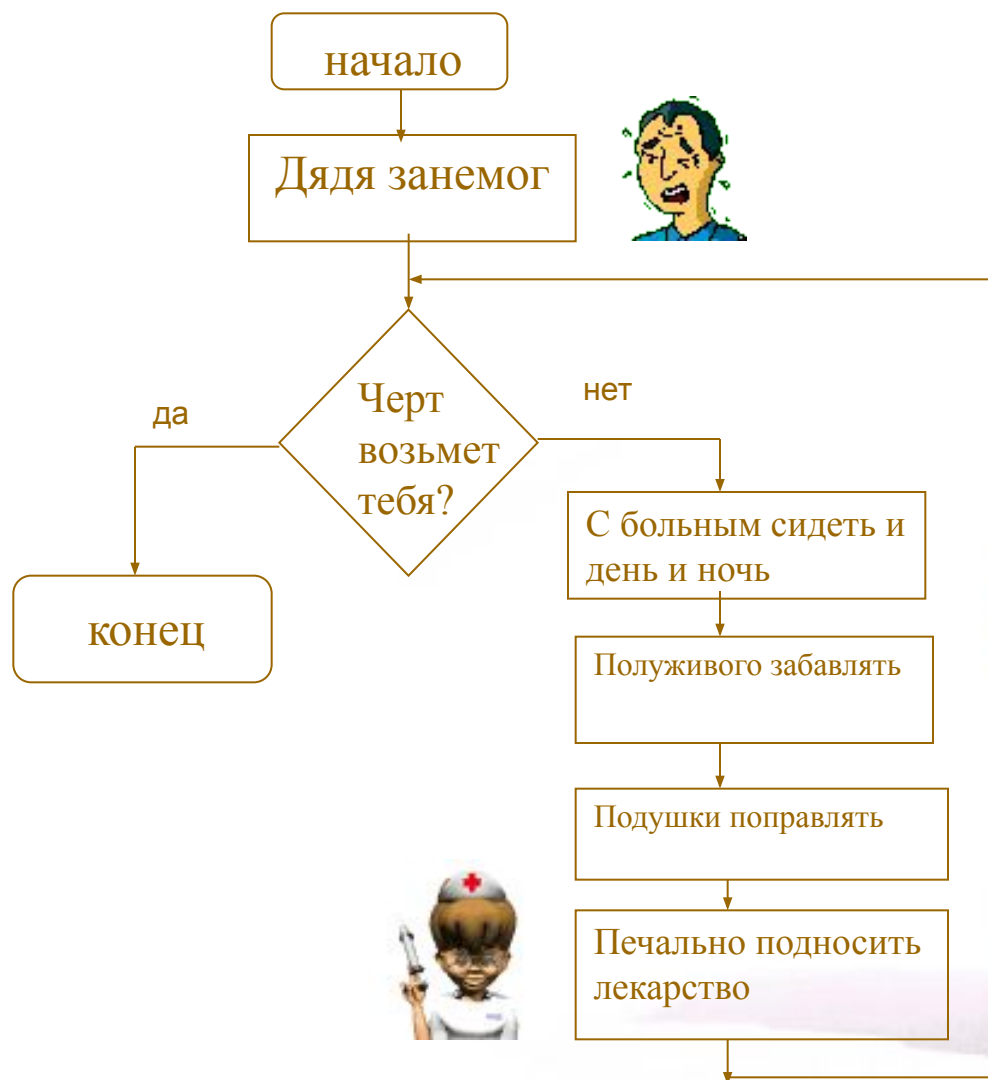 начало
Дядя занемог
Черт
возьмет
тебя?
да
нет
конец
С больным сидеть и
день и ночь
Полуживого забавлять
Подушки поправлять
Печально подносить
лекарство